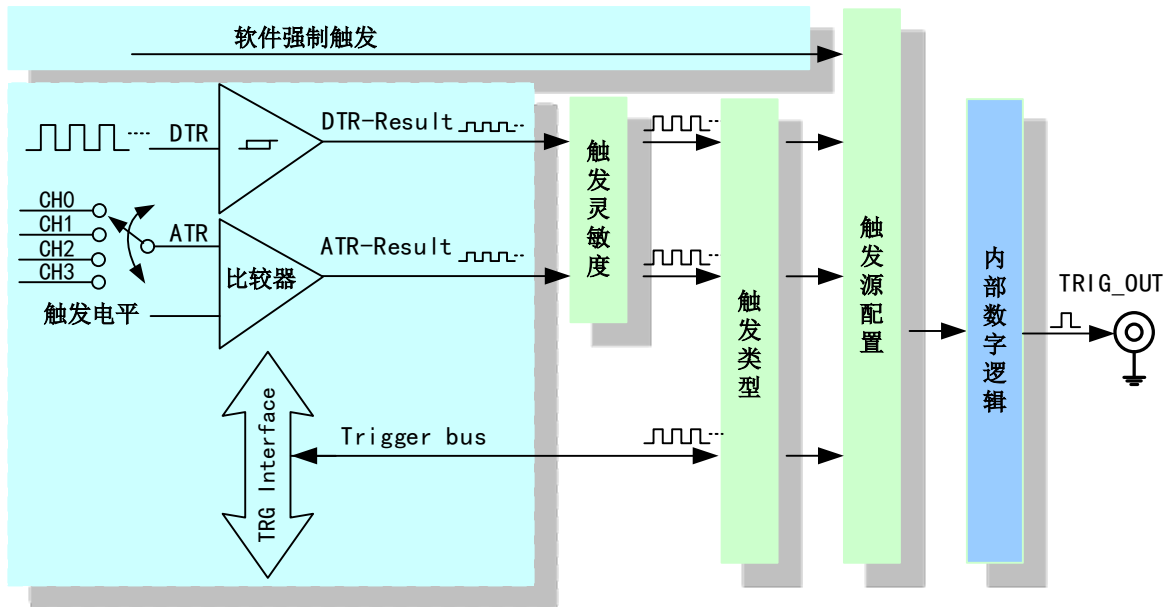 软件强制触发
DTR
DTR-Result
CH0
CH1
CH2
CH3
ATR
ATR-Result
比较器
触发电平
TRG Interface
Trigger bus
触发灵敏度
触发类型
触发源配置
内部数字逻辑
TRIG_OUT